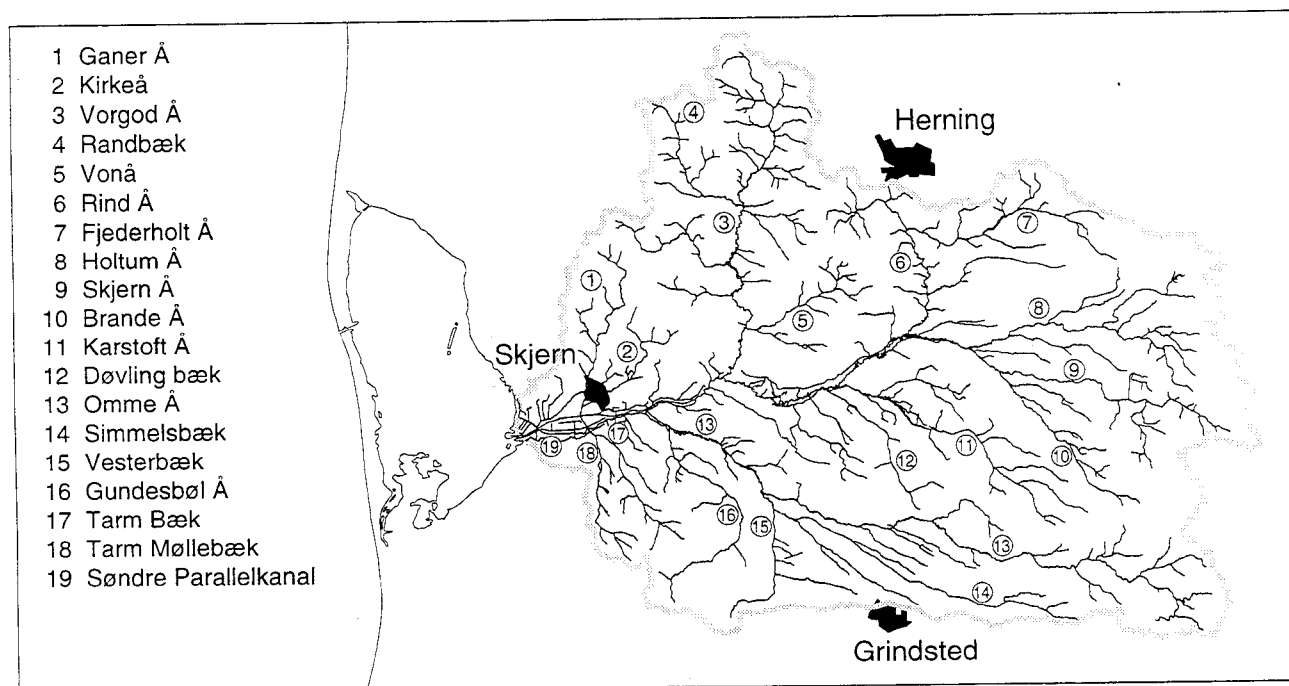 1 Ganer Å
2 Kirkeå
3 Vorgod Å
4 Randbæk
5 Vonå
6 Rind Å
7 Fjederholt Å
8 Holtum Å
9 Skjern Å
10 Brande Å
11 Karstoft Å
12 Døvling bæk
13 Omme Å
14 Simmelsbæk
15 Vesterbæk
16 Gundesbøl Å
17 Tarm Bæk
18 Tarm Møllebæk
19 Søndre Parallelkanal
4
Herning
3
7
6
1
8
5
Skjern
2
9
13
17
11
19
18
12
10
16
15
13
14
Grindsted